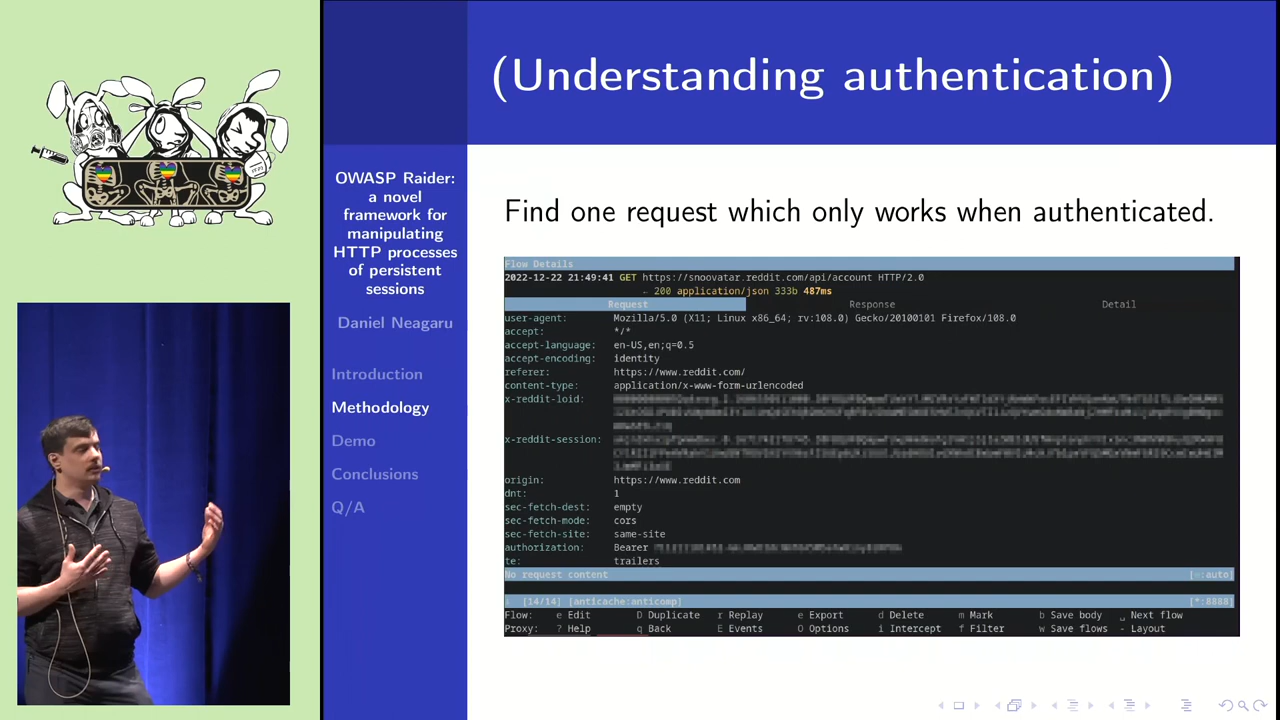 (Understanding authentication)
OWASP Raider:
a novel
framework for
manipulating
HTTP processes
of persistent
sessions
Daniel Neagaru
Introduction
Methodology
Demo
Conclusions
Q/A
Find one request which only works when authenticated.
Flow Details
2022-12-22 21:49:41 GET https://snoovatar.reddit.com/api/account HTTP/2.0
← 200 application/json 333b 487ms
Request Response Detail
user-agent: Mozilla/5.0 (X11; Linux x86_64; rv:108.0) Gecko/20100101 Firefox/108.0
accept: */*
accept-language: en-US,en;q=0.5
accept-encoding: identity
referer: https://www.reddit.com/
content-type: application/x-www-form-urlencoded
x-reddit-loid:
x-reddit-session:
origin: https://www.reddit.com
dnt: 1
sec-fetch-dest: empty
sec-fetch-mode: cors
sec-fetch-site: same-site
authorization: Bearer
te: trailers
No request content [⇩:auto]
[14/14] [anticache:anticomp] [*:8888]
Flow: e Edit D Duplicate r Replay e Export d Delete m Mark b Save body ␣ Next flow
Proxy: ? Help q Back E Events O Options i Intercept f Filter w Save flows - Layout